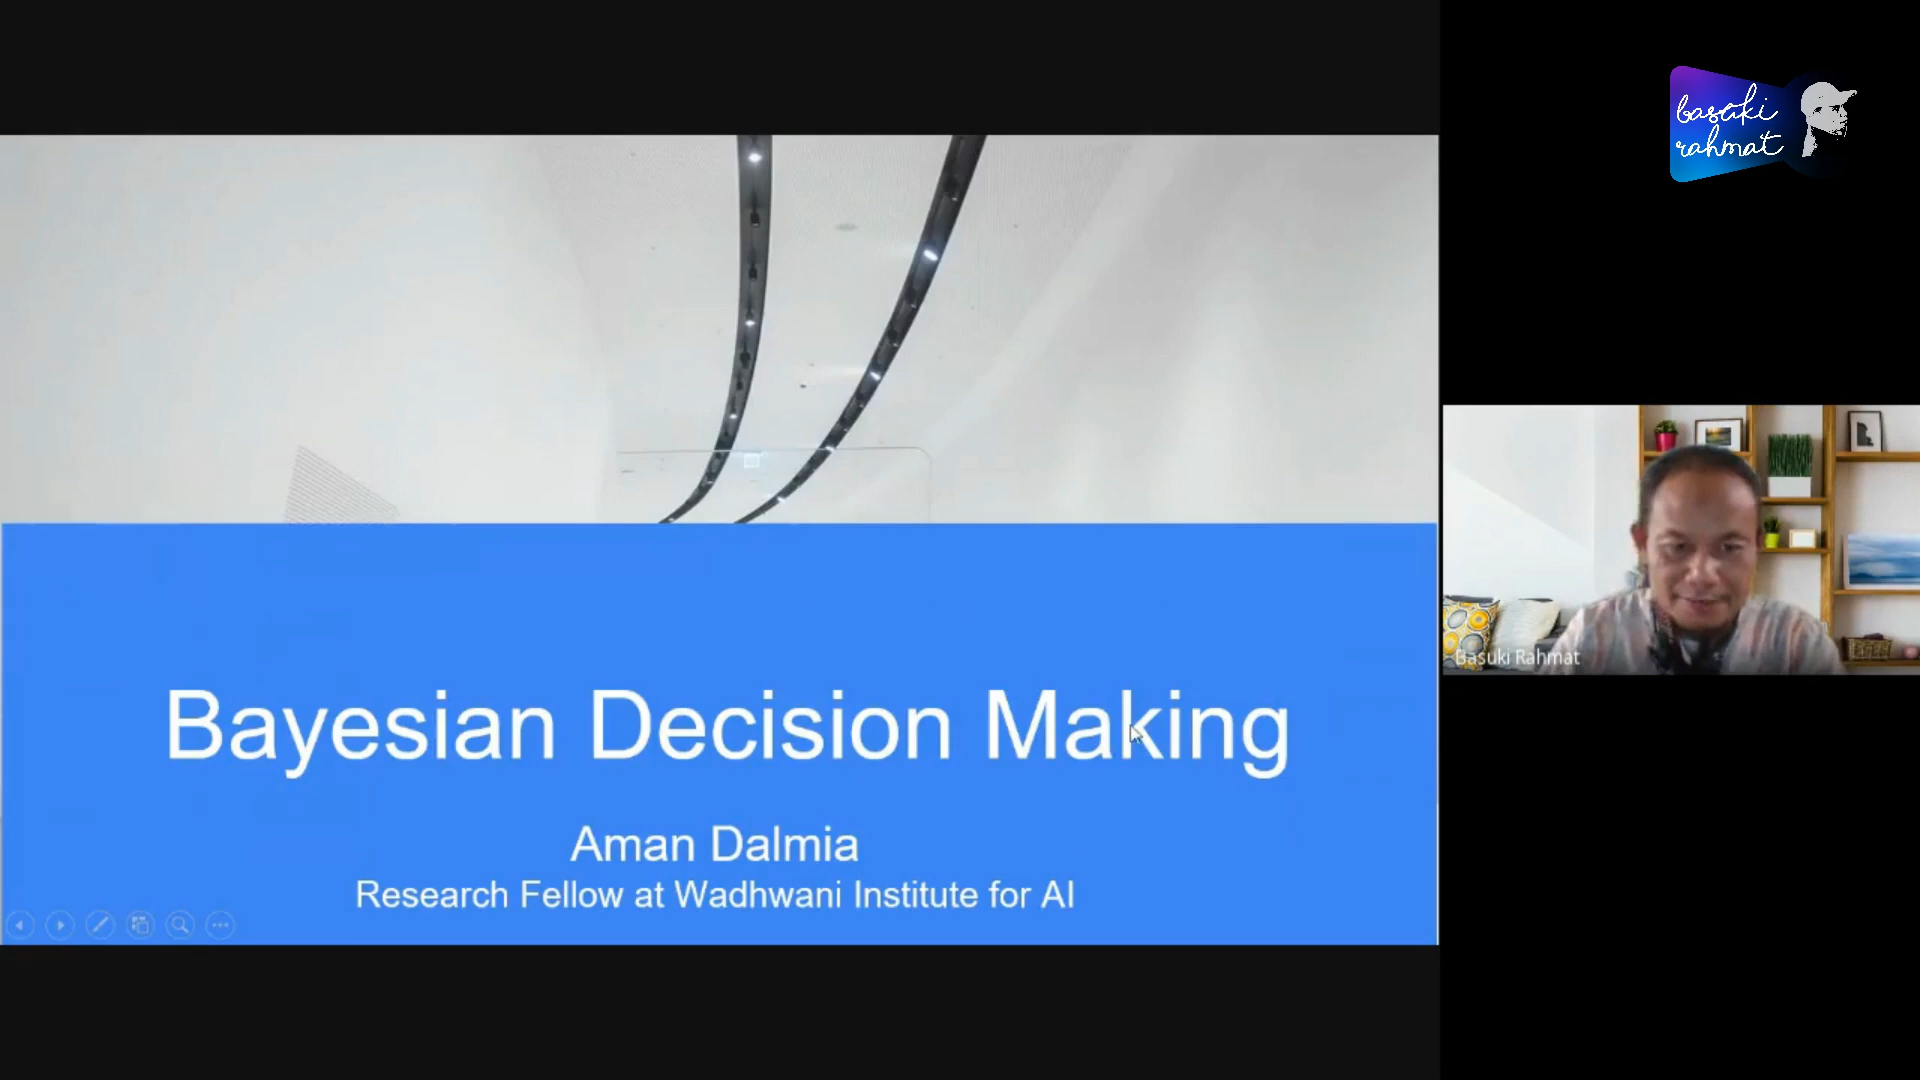 basuki
rahmat
Bayesian Decision Making
Aman Dalmia
Research Fellow at Wadhwani Institute for AI
Basuki Rahmat